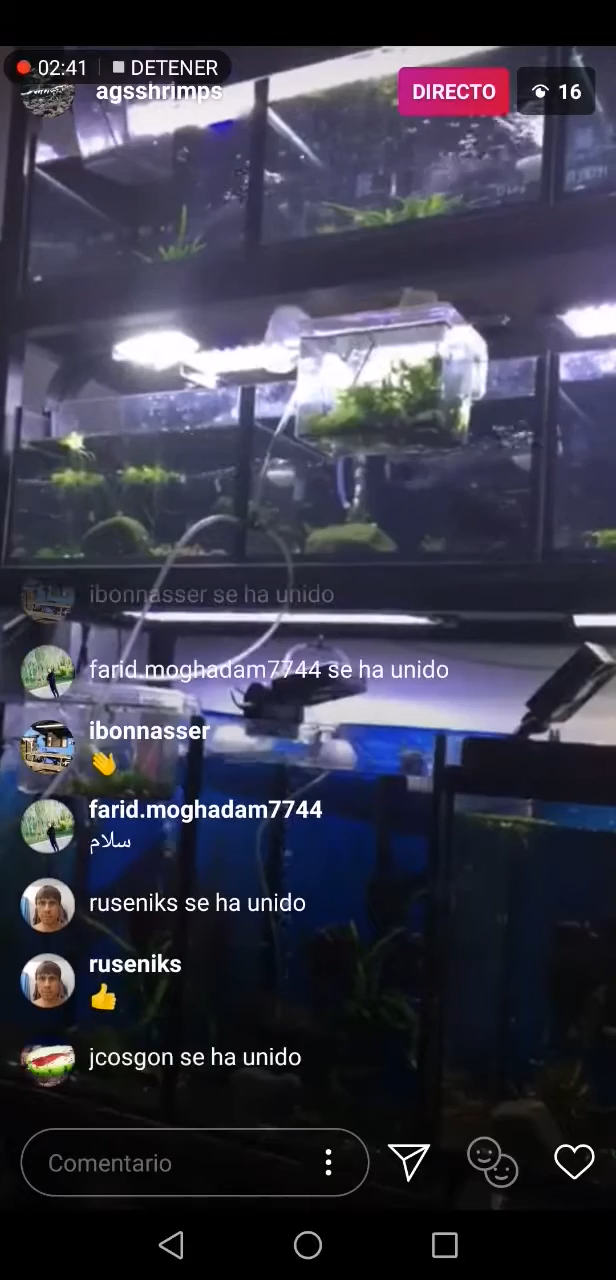 02:41 DETENER
agsshrimps
DIRECTO 16
ibonnasser se ha unido
farid.moghadam7744 se ha unido
ibonnasser
👋
farid.moghadam7744
سلام
ruseniks se ha unido
ruseniks
👍
jcosgon se ha unido
Comentario